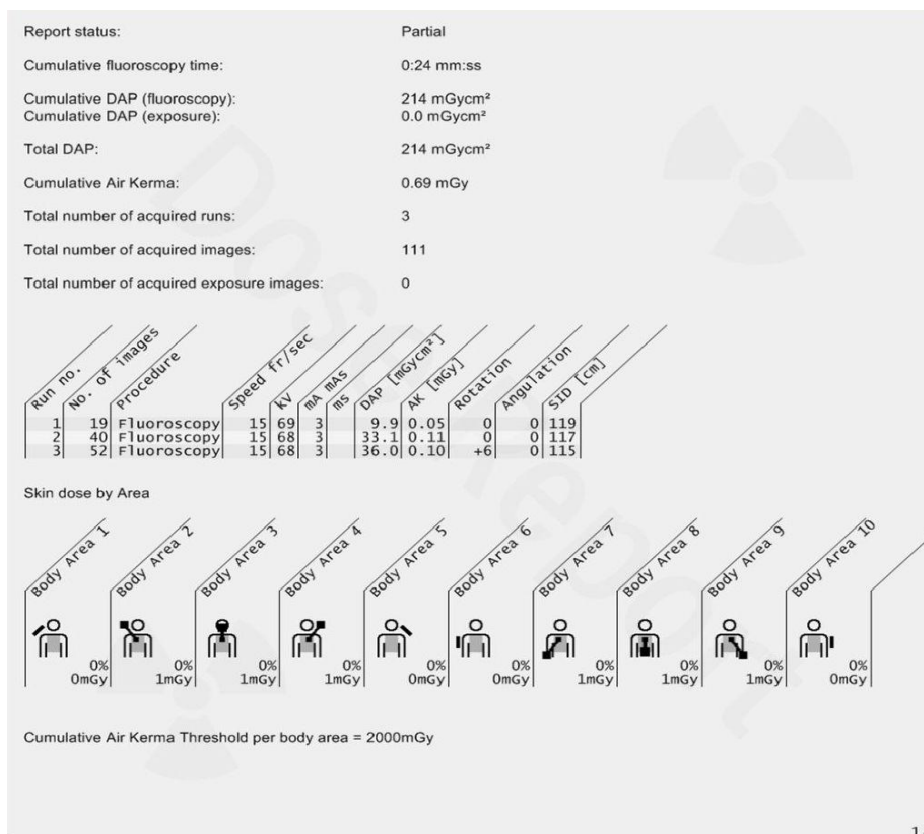 Report status: Partial
Cumulative fluoroscopy time: 0:24 mm:ss
Cumulative DAP (fluoroscopy): 214 mGycm²
Cumulative DAP (exposure): 0.0 mGycm²
Total DAP: 214 mGycm²
Cumulative Air Kerma: 0.69 mGy
Total number of acquired runs: 3
Total number of acquired images: 111
Total number of acquired exposure images: 0
Run no. No. of images Procedure Speed fr/sec kV mA mAs ms DAP [mGycm²] AK [mGy] Rotation Angulation SID [cm]
1 19 Fluoroscopy 15 69 3 9.9 0.05 0 0 119
2 40 Fluoroscopy 15 68 3 33.1 0.11 0 0 117
3 52 Fluoroscopy 15 68 3 36.0 0.10 +6 0 115
Skin dose by Area
Body Area 1 Body Area 2 Body Area 3 Body Area 4 Body Area 5 Body Area 6 Body Area 7 Body Area 8 Body Area 9 Body Area 10
0% 0% 0% 0% 0% 0% 0% 0% 0% 0%
0mGy 1mGy 1mGy 1mGy 0mGy 0mGy 1mGy 1mGy 1mGy 0mGy
Cumulative Air Kerma Threshold per body area = 2000mGy
1
Dose Report